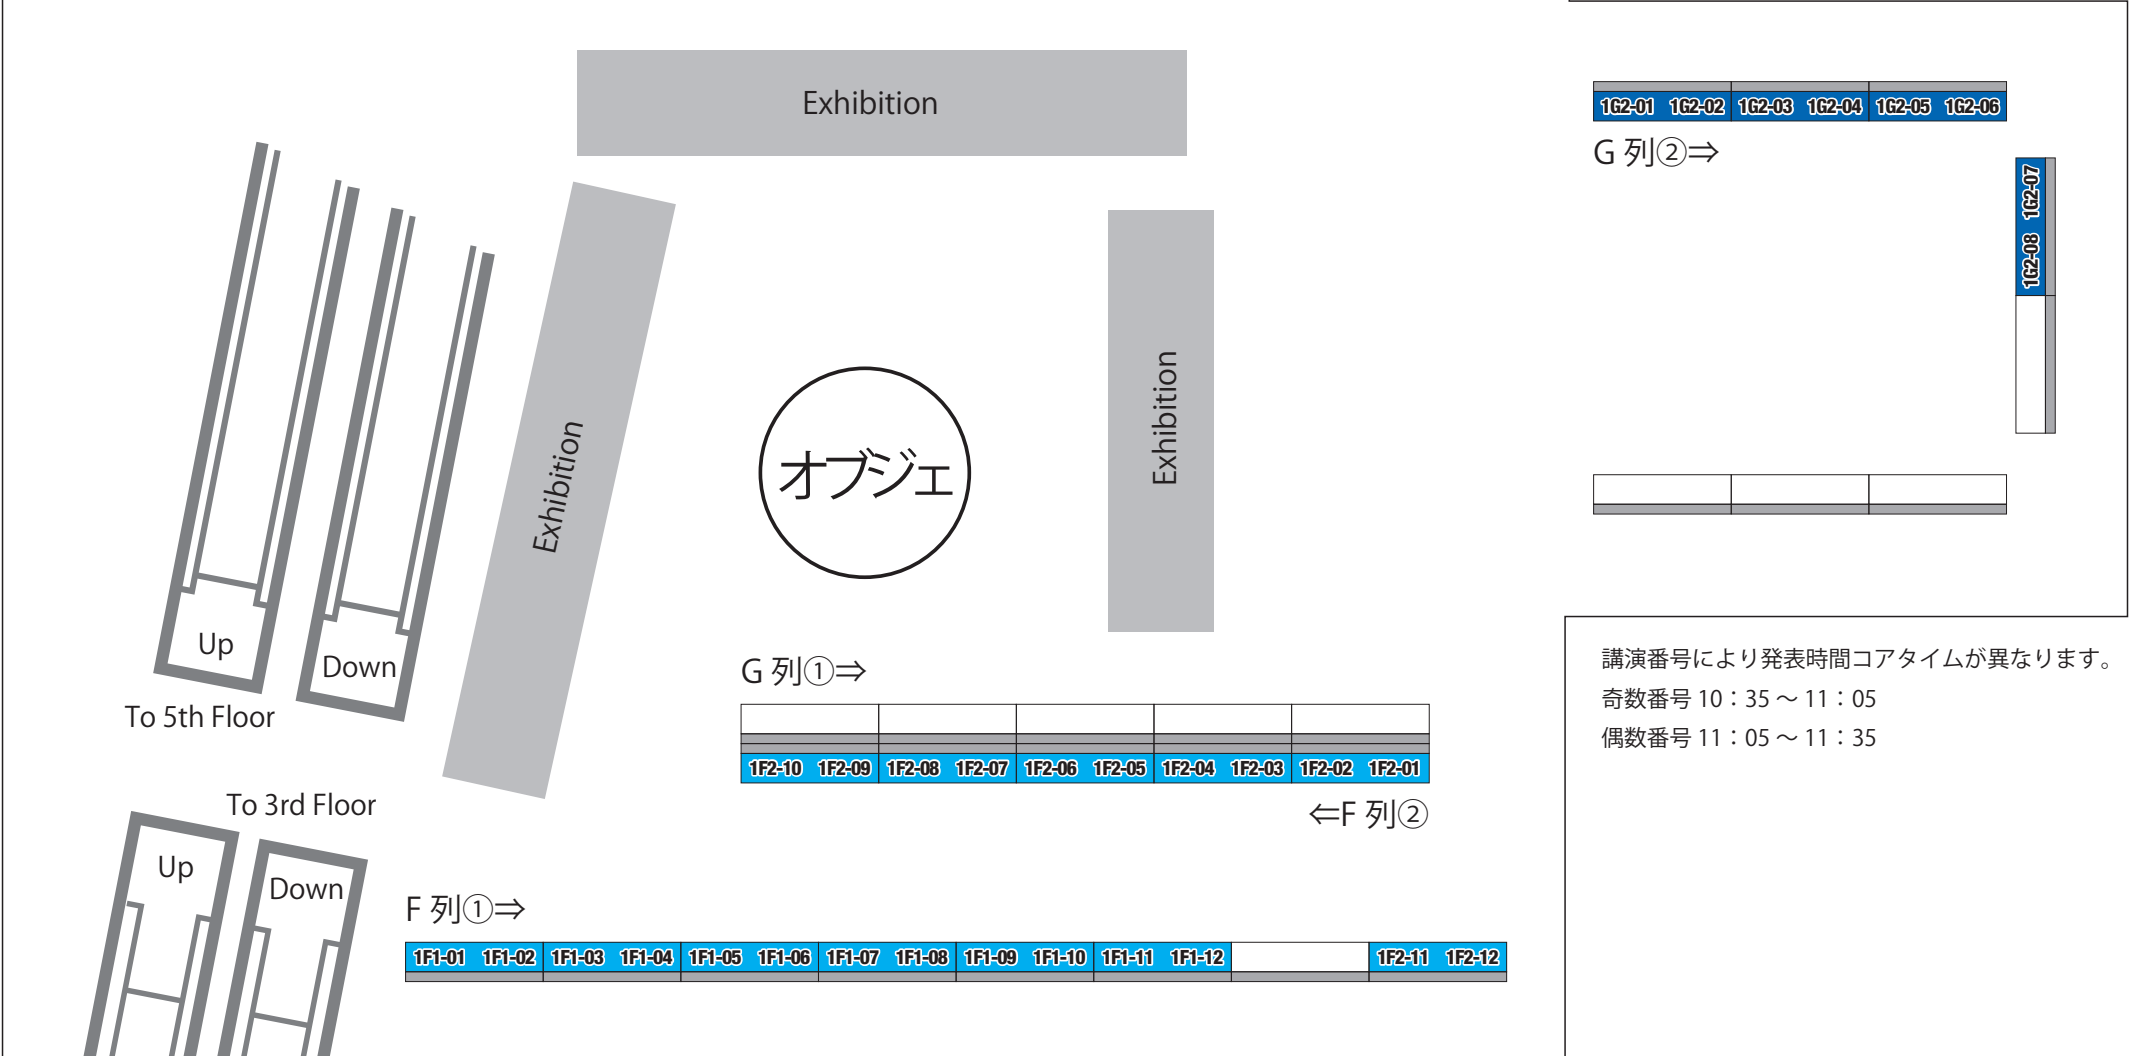 Exhibition
1G2-01 1G2-02 1G2-03 1G2-04 1G2-05 1G2-06
G 列②⇒
1G2-07
1G2-08
Exhibition
Exhibition
オブジェ
Up
Down
To 5th Floor
G 列①⇒
講演番号により発表時間コアタイムが異なります。
奇数番号 10：35 ～ 11：05
偶数番号 11：05 ～ 11：35
1F2-10 1F2-09 1F2-08 1F2-07 1F2-06 1F2-05 1F2-04 1F2-03 1F2-02 1F2-01
⇐F 列②
To 3rd Floor
Up
Down
F 列①⇒
1F1-01 1F1-02 1F1-03 1F1-04 1F1-05 1F1-06 1F1-07 1F1-08 1F1-09 1F1-10 1F1-11 1F1-12 1F2-11 1F2-12